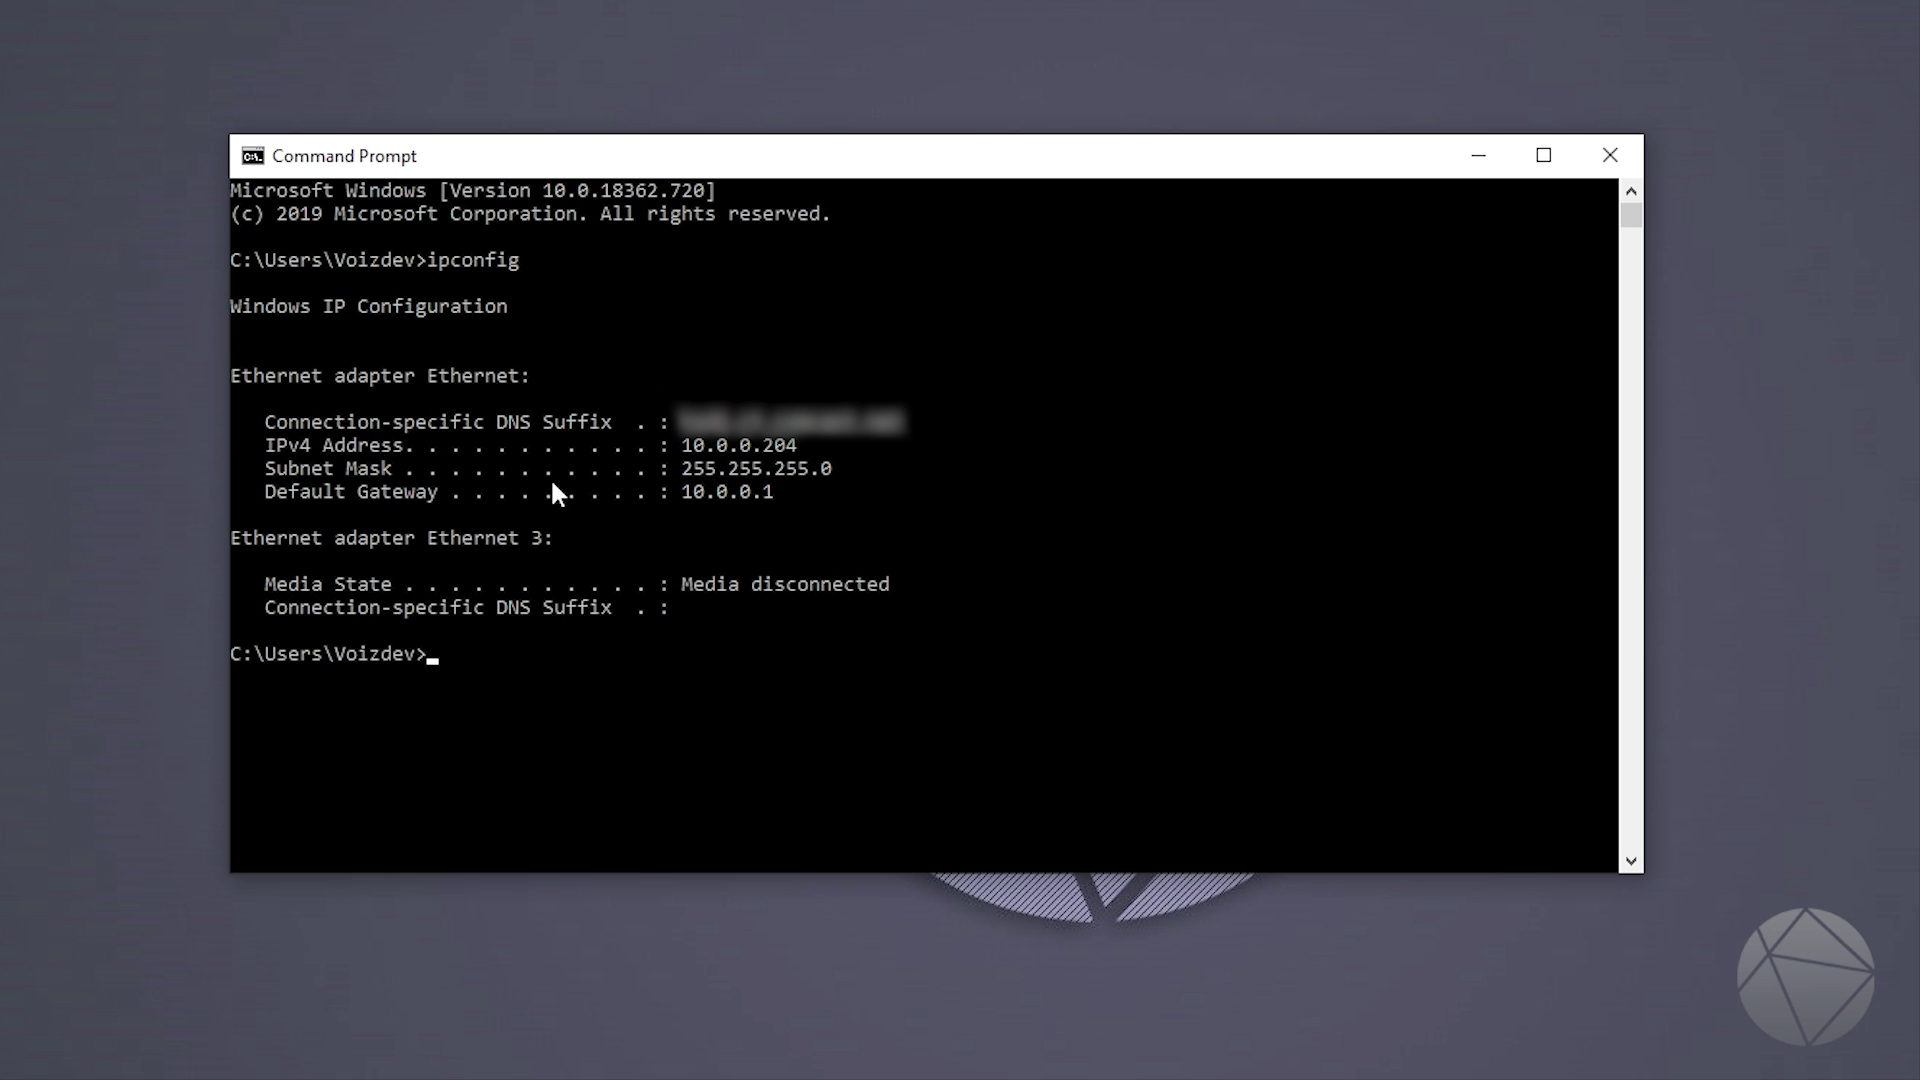 Command Prompt
Microsoft Windows [Version 10.0.18362.720]
(c) 2019 Microsoft Corporation. All rights reserved.
C:\Users\Voizdev>ipconfig
Windows IP Configuration
Ethernet adapter Ethernet:
Connection-specific DNS Suffix . :
IPv4 Address. . . . . . . . . . . : 10.0.0.204
Subnet Mask . . . . . . . . . . . : 255.255.255.0
Default Gateway . . . . . . . . . : 10.0.0.1
Ethernet adapter Ethernet 3:
Media State . . . . . . . . . . . : Media disconnected
Connection-specific DNS Suffix . :
C:\Users\Voizdev>